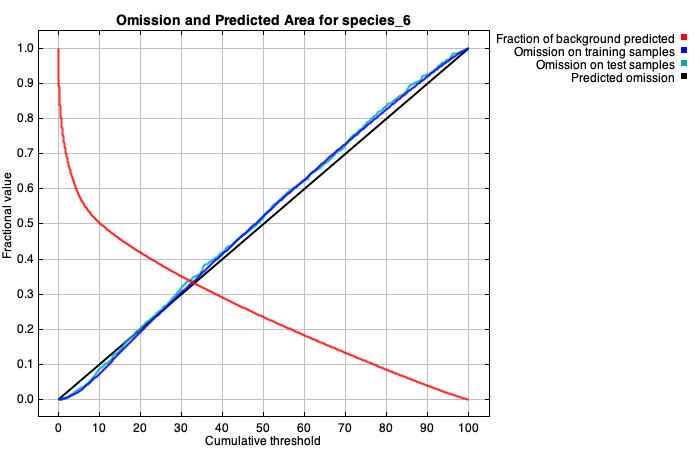 Omission and Predicted Area for species_6
Fraction of background predicted
Omission on training samples
Omission on test samples
Predicted omission
Fractional value
1.0
0.9
0.8
0.7
0.6
0.5
0.4
0.3
0.2
0.1
0.0
0 10 20 30 40 50 60 70 80 90 100
Cumulative threshold